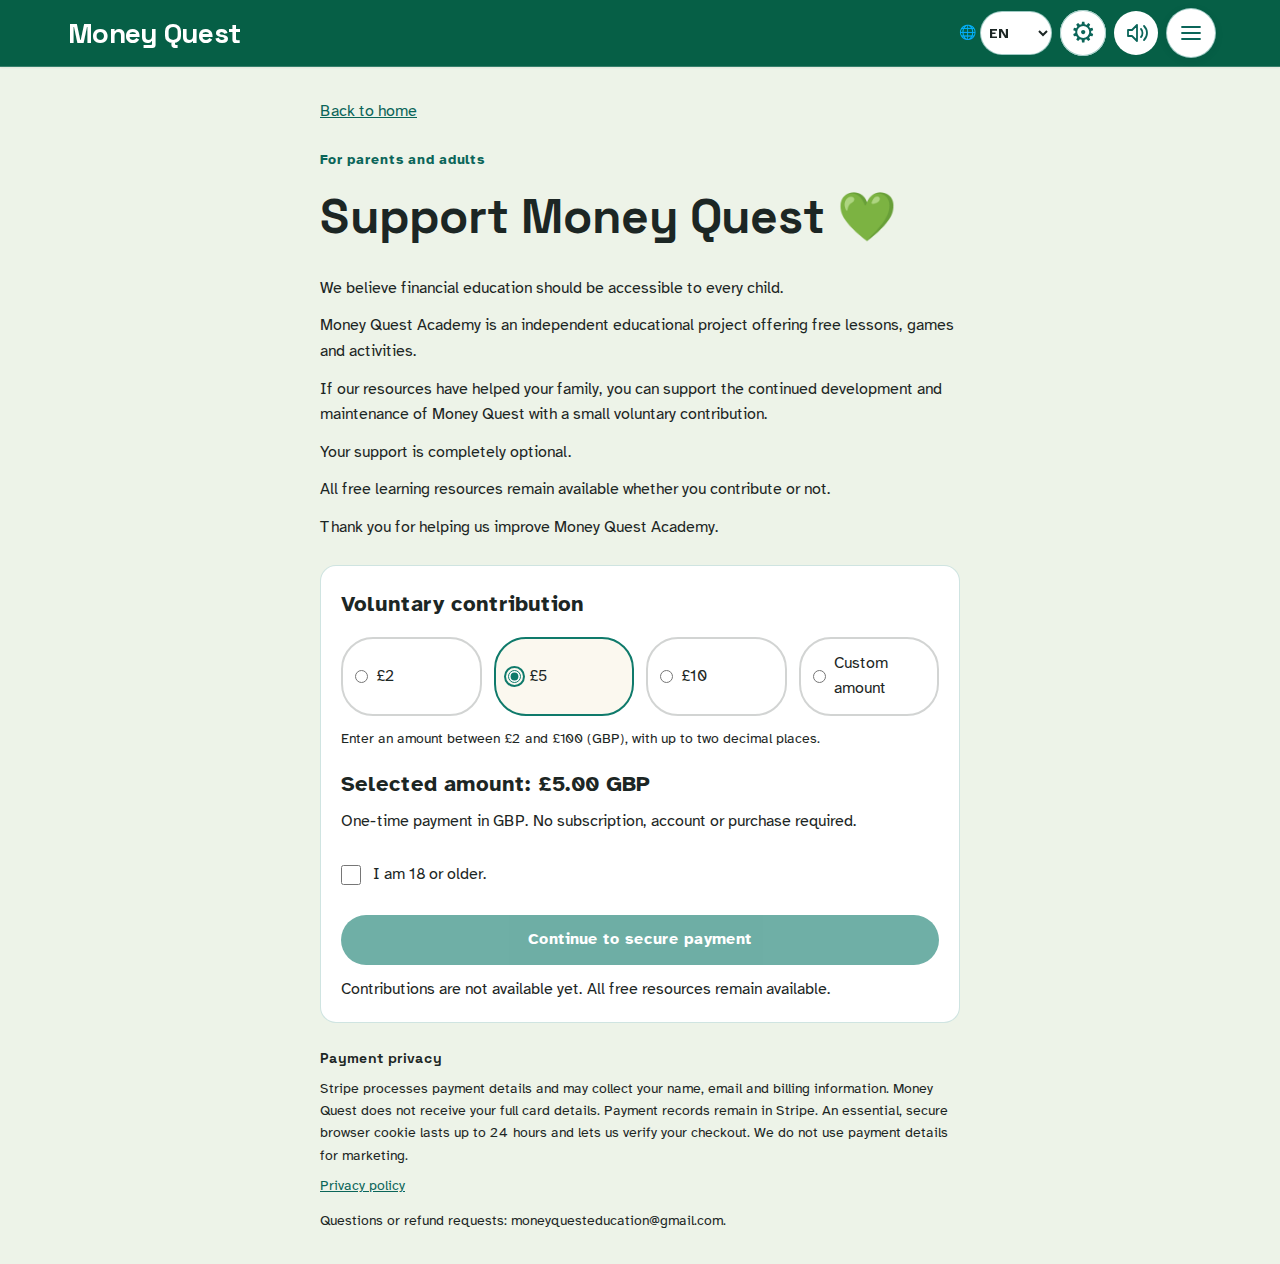 Money Quest
EN
Back to home
For parents and adults
Support Money Quest 💚
We believe financial education should be accessible to every child.
Money Quest Academy is an independent educational project offering free lessons, games
and activities.
If our resources have helped your family, you can support the continued development and
maintenance of Money Quest with a small voluntary contribution.
Your support is completely optional.
All free learning resources remain available whether you contribute or not.
Thank you for helping us improve Money Quest Academy.
Voluntary contribution
£2
£5
£10
Custom
amount
Enter an amount between £2 and £100 (GBP), with up to two decimal places.
Selected amount: £5.00 GBP
One-time payment in GBP. No subscription, account or purchase required.
I am 18 or older.
Continue to secure payment
Contributions are not available yet. All free resources remain available.
Payment privacy
Stripe processes payment details and may collect your name, email and billing information. Money
Quest does not receive your full card details. Payment records remain in Stripe. An essential, secure
browser cookie lasts up to 24 hours and lets us verify your checkout. We do not use payment details
for marketing.
Privacy policy
Questions or refund requests: moneyquesteducation@gmail.com.